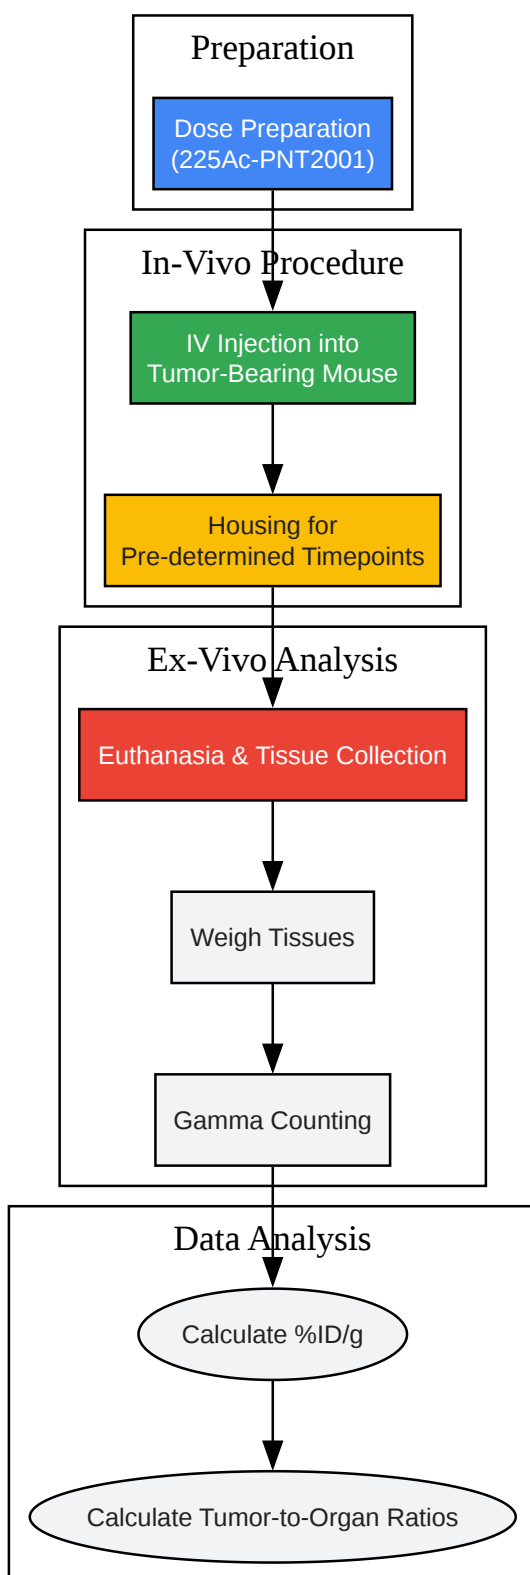 Preparation
Dose Preparation
(225Ac-PNT2001)
In-Vivo Procedure
IV Injection into
Tumor-Bearing Mouse
Housing for
Pre-determined Timepoints
Ex-Vivo Analysis
Euthanasia & Tissue Collection
Weigh Tissues
Gamma Counting
Data Analysis
Calculate %ID/g
Calculate Tumor-to-Organ Ratios